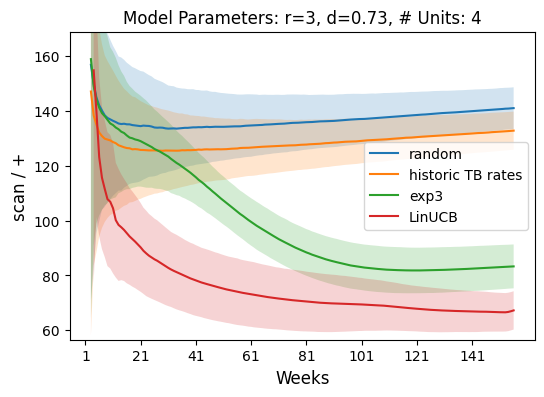 Model Parameters: r=3, d=0.73, # Units: 4
scan / +
160
140
120
100
80
60
random
historic TB rates
exp3
LinUCB
1 21 41 61 81 101 121 141
Weeks